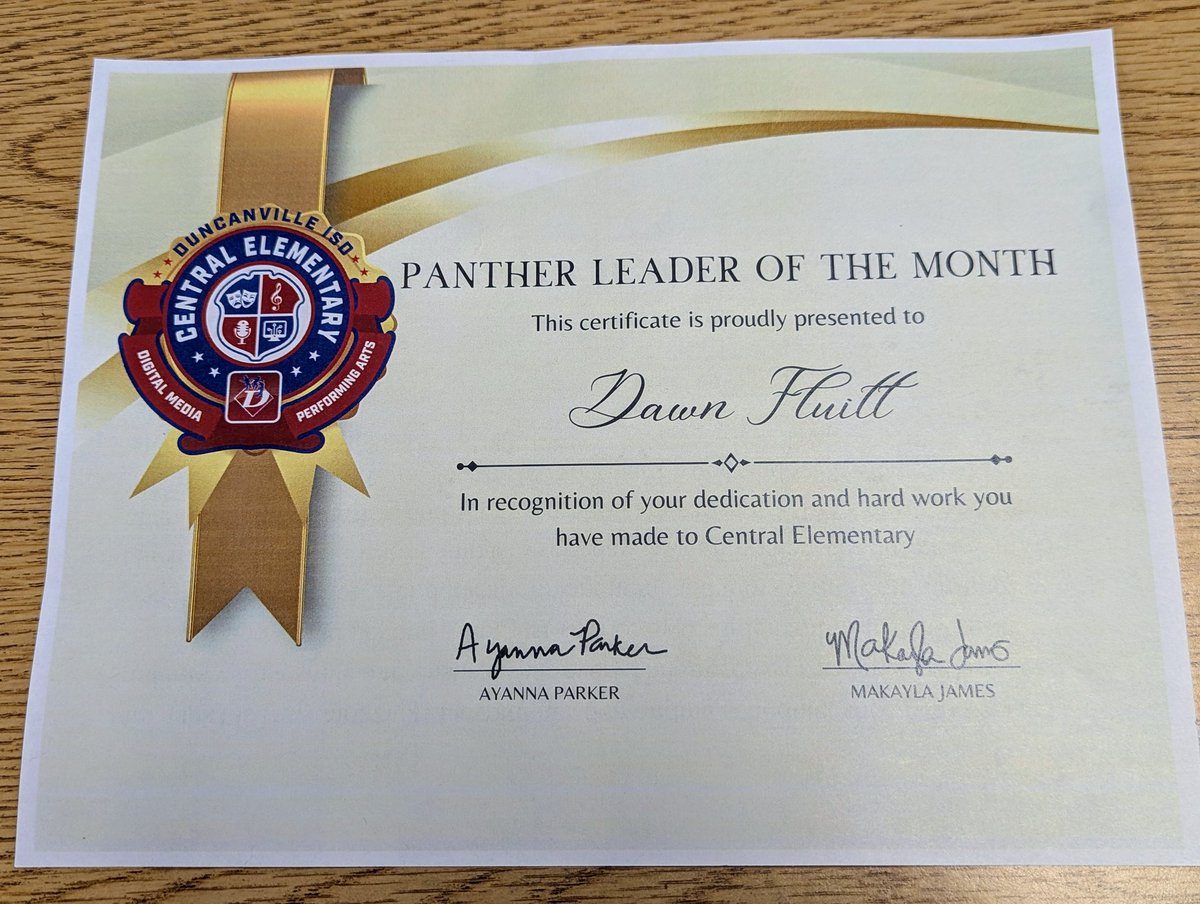 DUNCANVILLE ISD
CENTRAL ELEMENTARY
DIGITAL MEDIA
PERFORMING ARTS
D
PANTHER LEADER OF THE MONTH
This certificate is proudly presented to
Dawn Fluitt
In recognition of your dedication and hard work you
have made to Central Elementary
Ayanna Parker
Makayla James
AYANNA PARKER
MAKAYLA JAMES